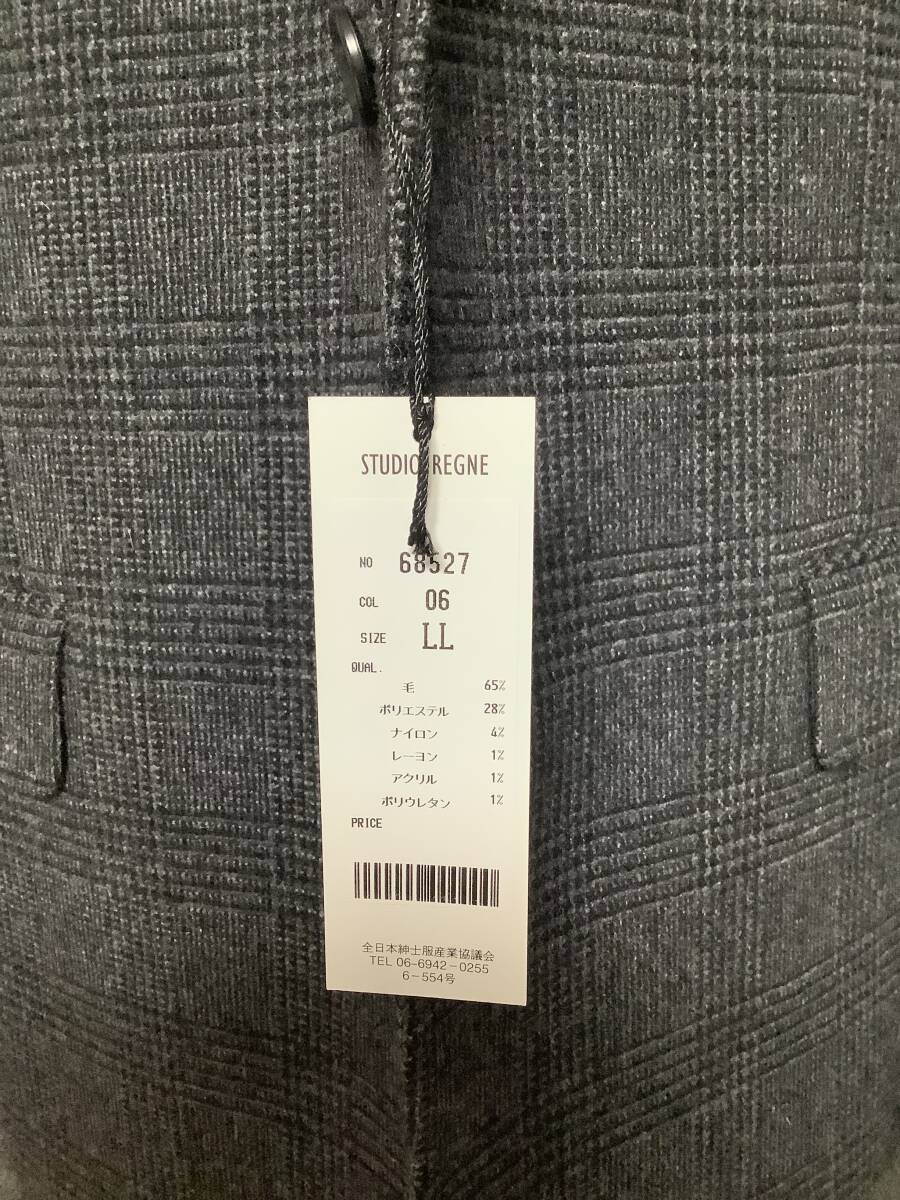 STUDIO REGNE
NO 68527
COL 06
SIZE LL
QUAL.
毛 65%
ポリエステル 28%
ナイロン 4%
レーヨン 1%
アクリル 1%
ポリウレタン 1%
PRICE
全日本紳士服産業協議会
TEL 06-6942-0255
6-554号